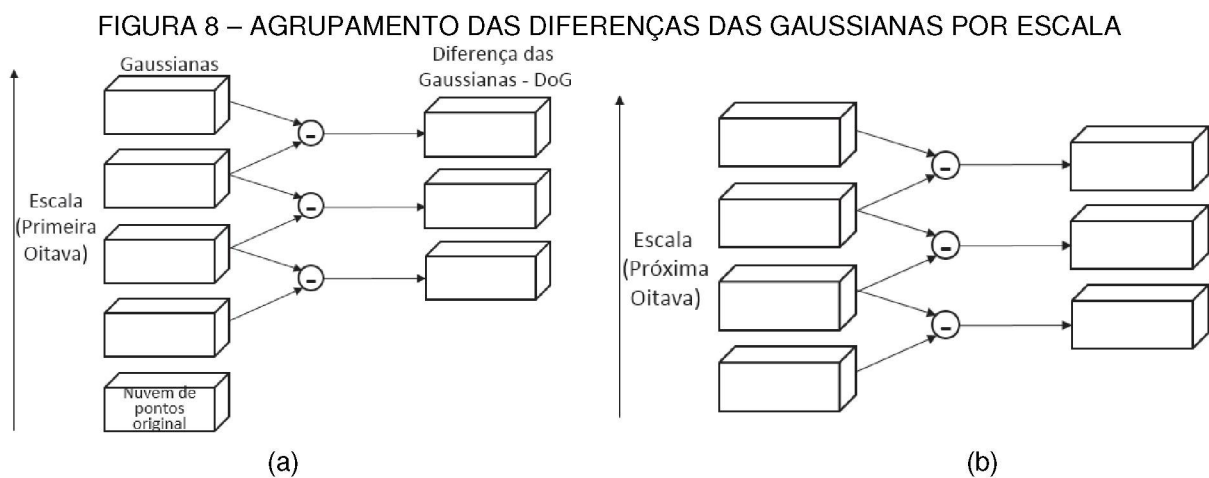 FIGURA 8 – AGRUPAMENTO DAS DIFERENÇAS DAS GAUSSIANAS POR ESCALA
Gaussianas
Diferença das
Gaussianas - DoG
-
-
-
Escala
(Primeira
Oitava)
Nuvem de
pontos
original
(a)
-
-
-
Escala
(Próxima
Oitava)
(b)